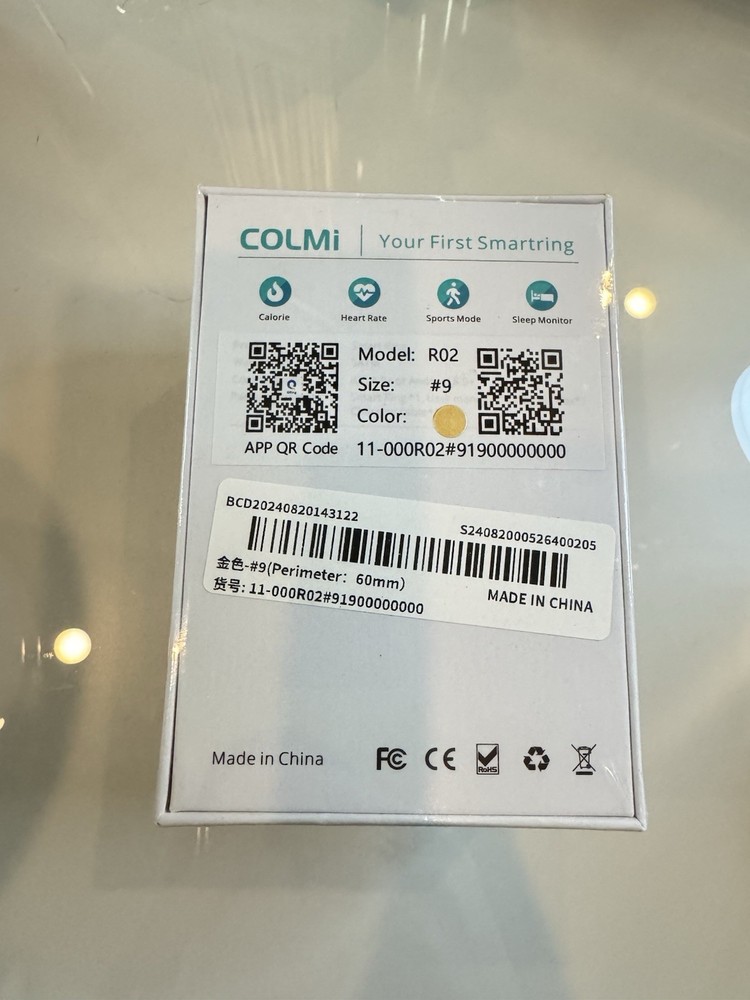 COLMi | Your First Smartring
Calorie Heart Rate Sports Mode Sleep Monitor
Model: R02
Size: #9
Color:
APP QR Code 11-000R02#91900000000
BCD20240820143122 S24082000526400205
金色-#9(Perimeter: 60mm)
货号: 11-000R02#91900000000 MADE IN CHINA
Made in China FC CE RoHS